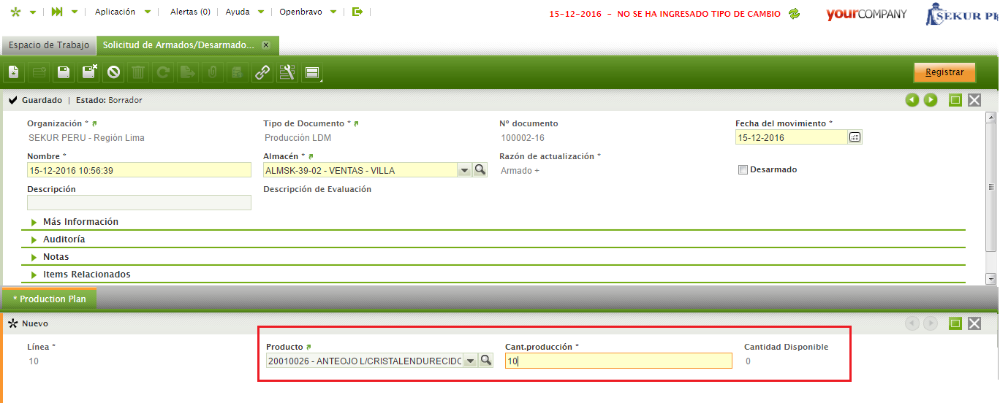 Aplicación Alertas (0) Ayuda Openbravo 15-12-2016 - NO SE HA INGRESADO TIPO DE CAMBIO yourCOMPANY SEKUR PE
Espacio de Trabajo Solicitud de Armados/Desarmado...
Registrar
Guardado | Estado: Borrador
Organización * Tipo de Documento * Nº documento Fecha del movimiento *
SEKUR PERU - Región Lima Producción LDM 100002-16 15-12-2016
Nombre * Almacén * Razón de actualización *
15-12-2016 10:56:39 ALMSK-39-02 - VENTAS - VILLA Armado + Desarmado
Descripción Descripción de Evaluación
Más Información
Auditoría
Notas
Items Relacionados
* Production Plan
Nuevo
Línea * Producto Cant.producción * Cantidad Disponible
10 20010026 - ANTEOJO L/CRISTALENDURECIDO 10 0